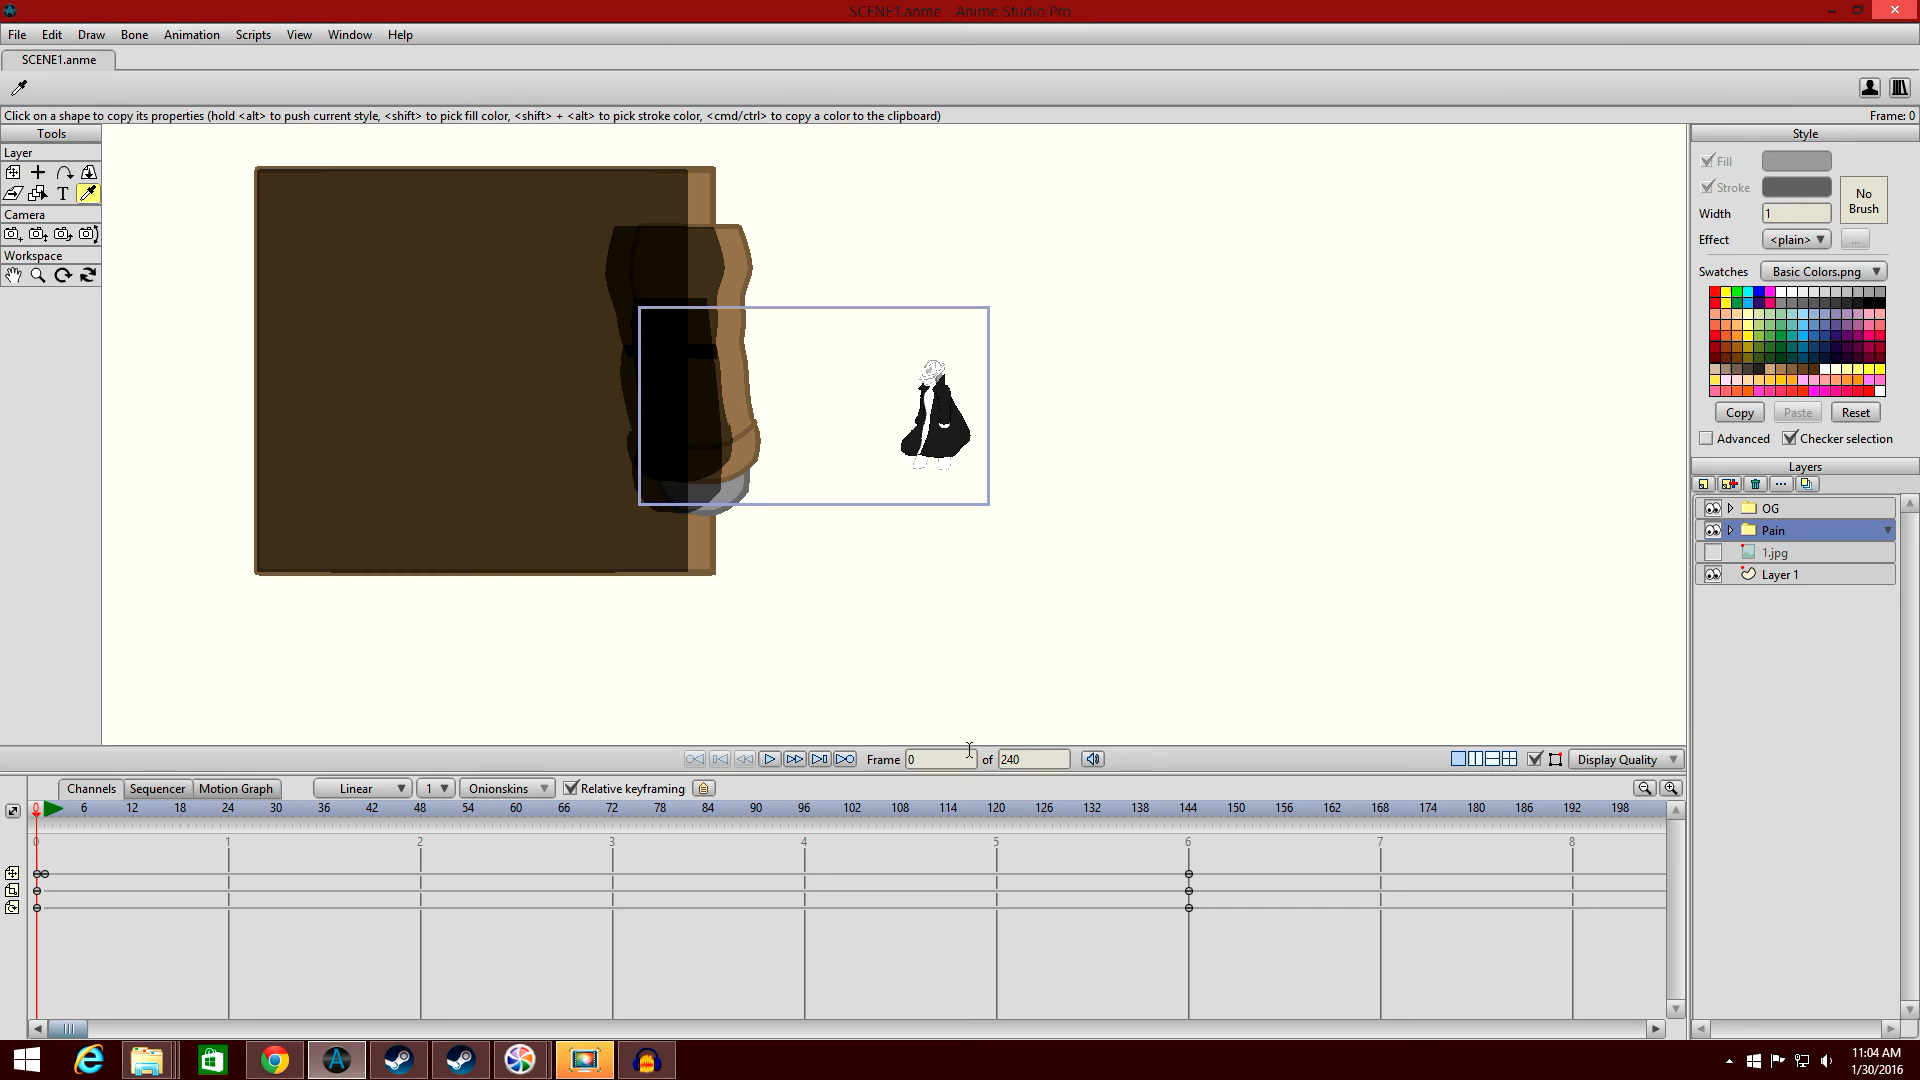 SCENE1.anme - Anime Studio Pro
File Edit Draw Bone Animation Scripts View Window Help
SCENE1.anme
Click on a shape to copy its properties (hold <alt> to push current style, <shift> to pick fill color, <shift> + <alt> to pick stroke color, <cmd/ctrl> to copy a color to the clipboard) Frame: 0
Tools
Layer
T
Camera
Workspace
Style
Fill
Stroke
No
Brush
Width 1
Effect <plain> ...
Swatches Basic Colors.png
Copy Paste Reset
Advanced Checker selection
Layers
OG
Pain
1.jpg
Layer 1
Frame 0 of 240 Display Quality
Channels Sequencer Motion Graph Linear 1 Onionskins Relative keyframing
0 6 12 18 24 30 36 42 48 54 60 66 72 78 84 90 96 102 108 114 120 126 132 138 144 150 156 162 168 174 180 186 192 198
0 1 2 3 4 5 6 7 8
11:04 AM
1/30/2016